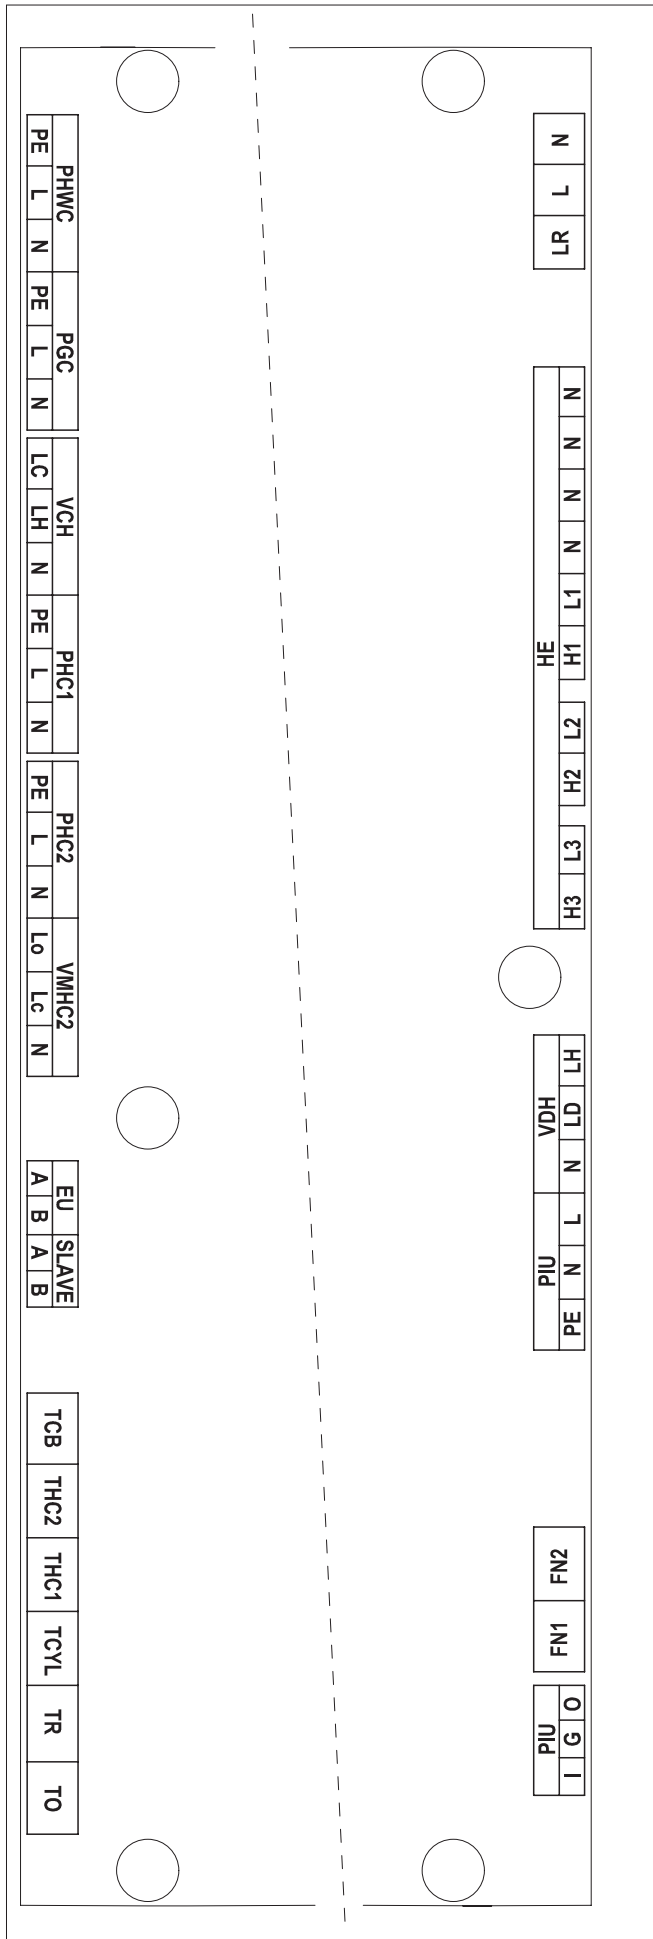 PHWC
PE L N
PGC
PE L N
VCH
LC LH N
PHC1
PE L N
PHC2
PE L N
VMHC2
Lo Lc N
EU
A B
SLAVE
A B
TCB
THC2
THC1
TCYL
TR
TO
N L LR
N N N N L1 H1 L2 H2 L3 H3
HE
LH LD N
VDH
L N PE
PIU
FN2
FN1
O G I
PIU